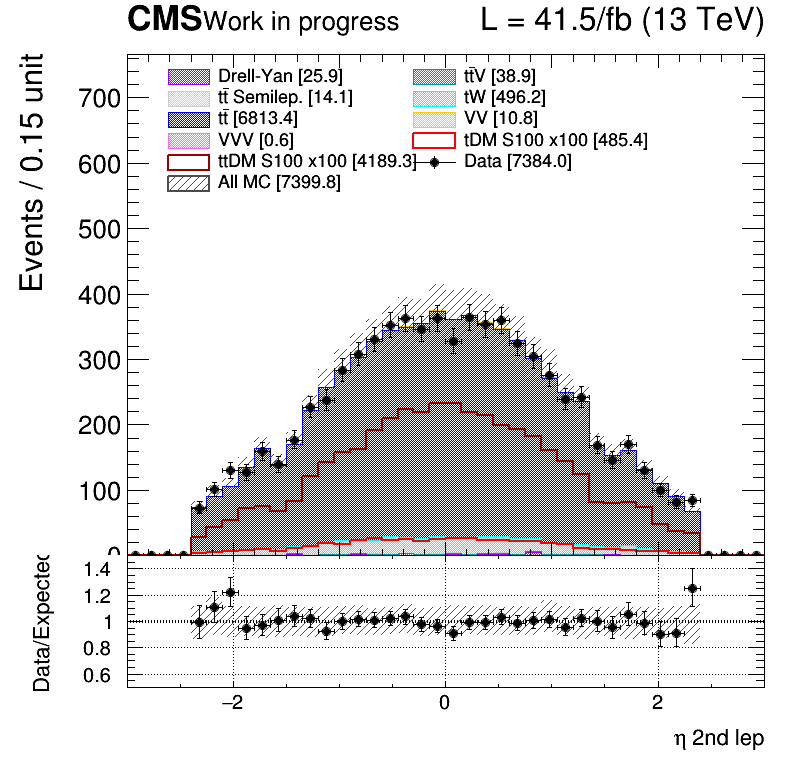 CMS Work in progress L = 41.5/fb (13 TeV)
Events / 0.15 unit
Drell-Yan [25.9] tt̄V [38.9]
tt̄ Semilep. [14.1] tW [496.2]
tt̄ [6813.4] VV [10.8]
VVV [0.6] tDM S100 x100 [485.4]
ttDM S100 x100 [4189.3] Data [7384.0]
All MC [7399.8]
700
600
500
400
300
200
100
0
Data/Expected
1.4
1.2
1
0.8
0.6
−2 0 2
η 2nd lep